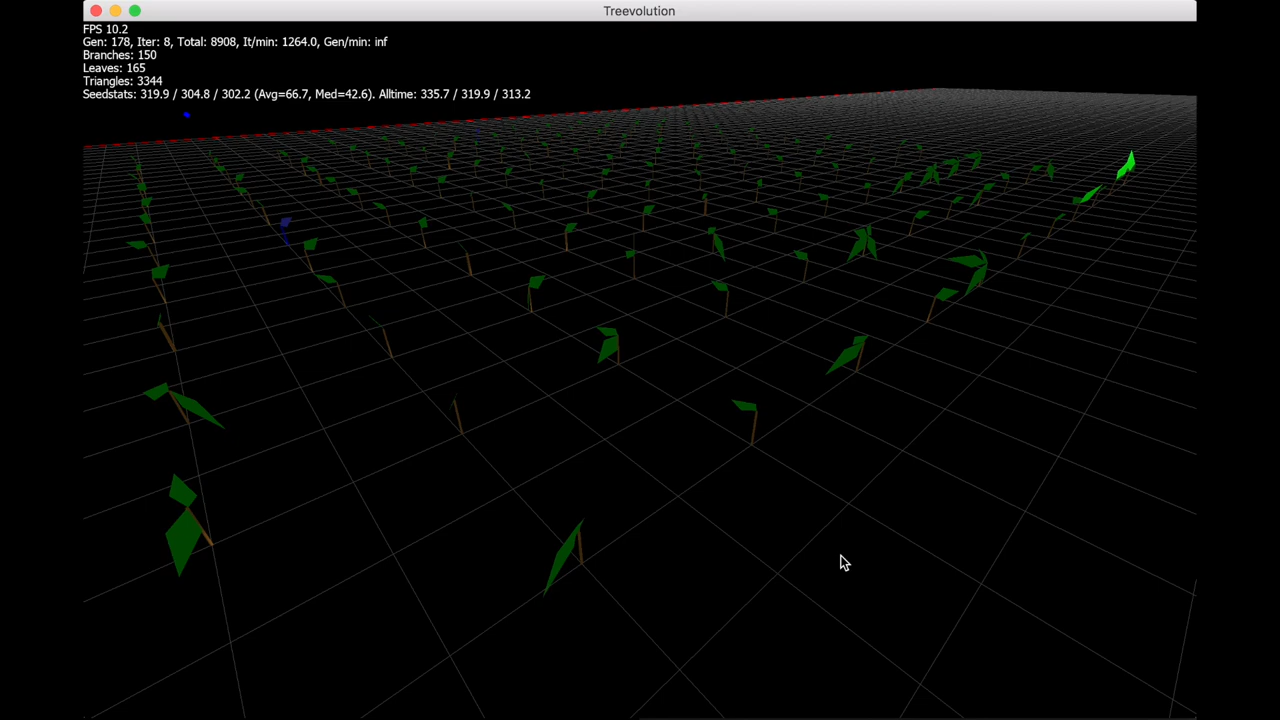 Treevolution
FPS 10.2
Gen: 178, Iter: 8, Total: 8908, It/min: 1264.0, Gen/min: inf
Branches: 150
Leaves: 165
Triangles: 3344
Seedstats: 319.9 / 304.8 / 302.2 (Avg=66.7, Med=42.6). Alltime: 335.7 / 319.9 / 313.2